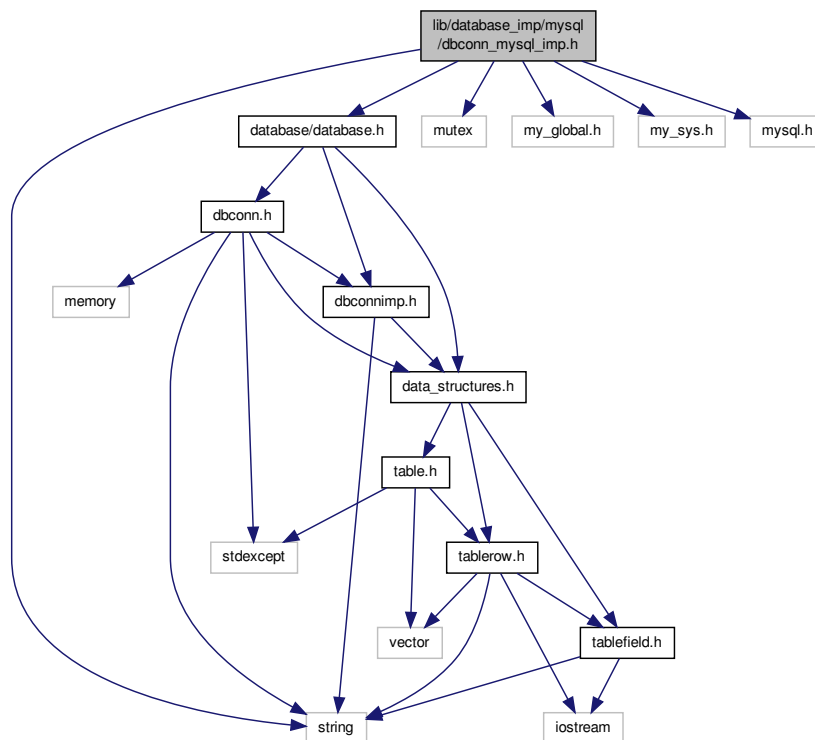 lib/database_imp/mysql
/dbconn_mysql_imp.h
database/database.h
mutex
my_global.h
my_sys.h
mysql.h
dbconn.h
memory
dbconnimp.h
data_structures.h
table.h
stdexcept
tablerow.h
vector
tablefield.h
string
iostream